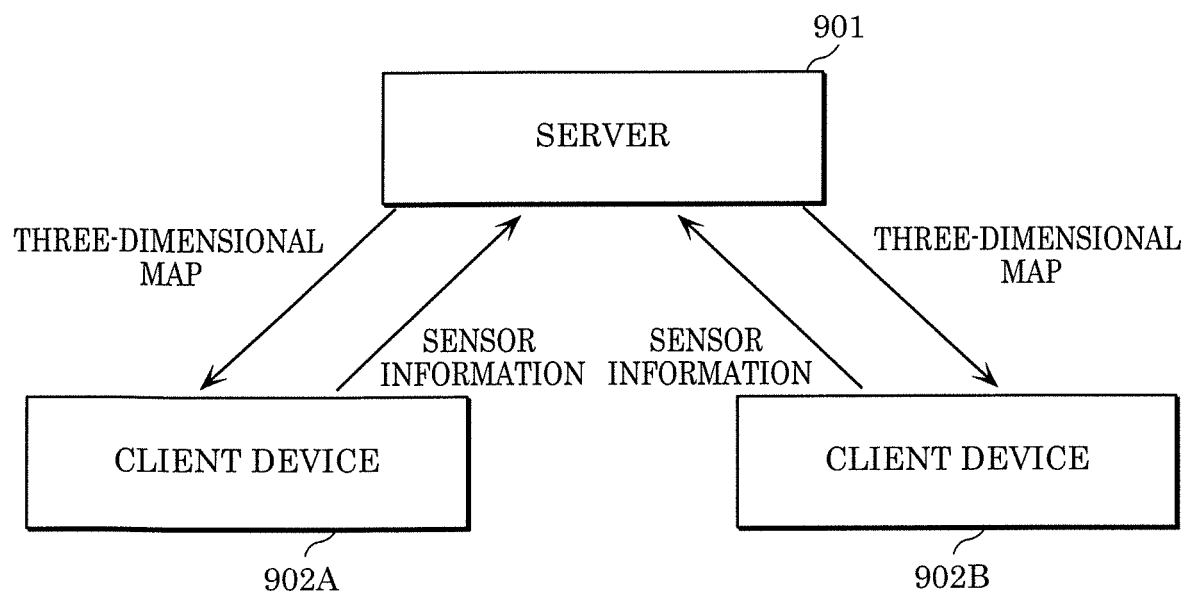 901
SERVER
THREE-DIMENSIONAL
MAP
THREE-DIMENSIONAL
MAP
SENSOR
INFORMATION
SENSOR
INFORMATION
CLIENT DEVICE
CLIENT DEVICE
902A
902B